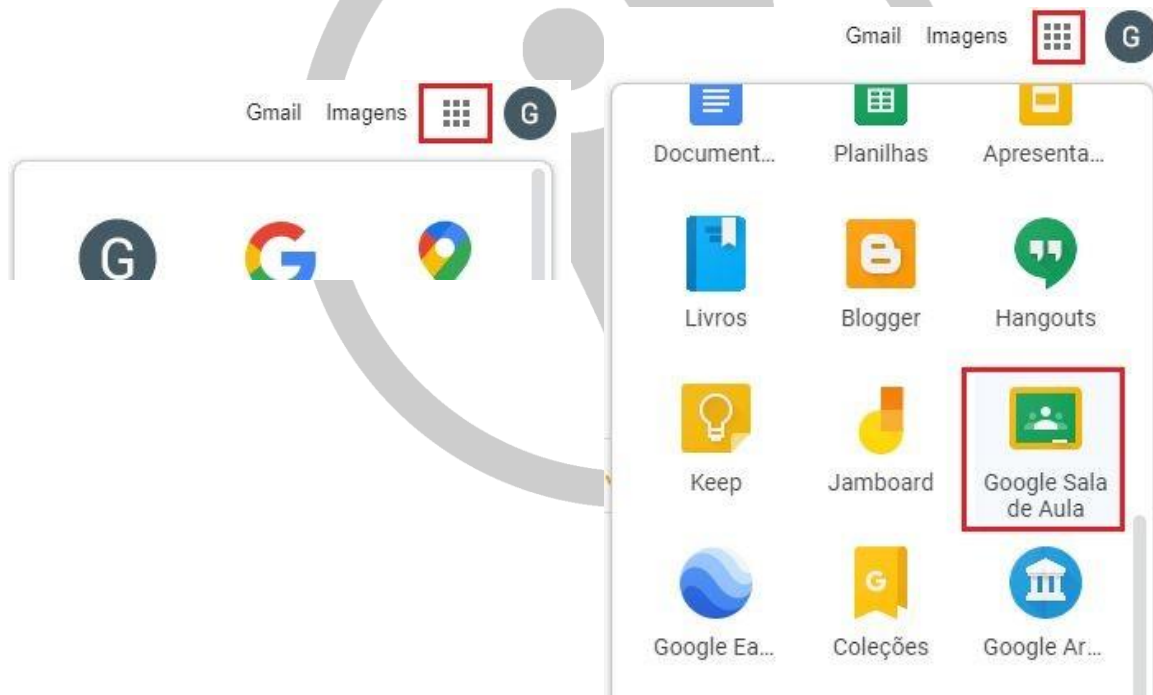 Gmail Imagens G
G G
Gmail Imagens G
Document... Planilhas Apresenta...
Livros Blogger Hangouts
Keep Jamboard Google Sala
de Aula
G
Google Ea... Coleções Google Ar...